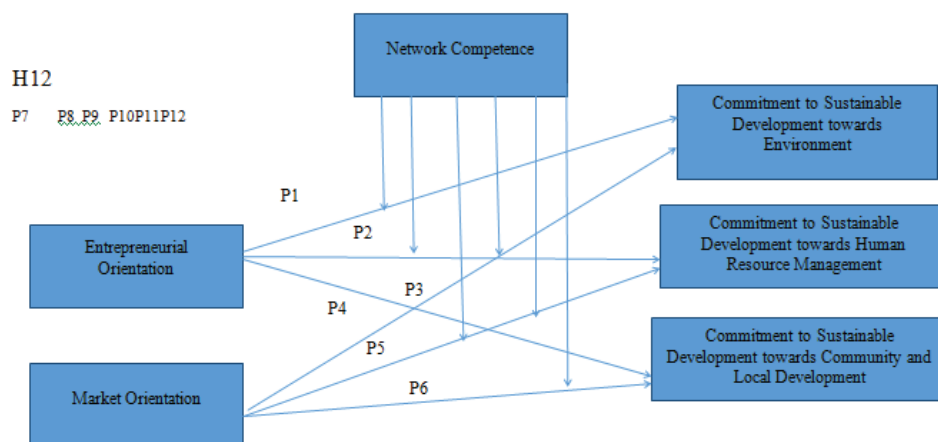 Network Competence
H12
P7 P8 P9 P10P11P12
Commitment to Sustainable
Development towards
Environment
P1
P2
Entrepreneurial
Orientation
Commitment to Sustainable
Development towards Human
Resource Management
P3
P4
P5
Commitment to Sustainable
Development towards Community and
Local Development
P6
Market Orientation